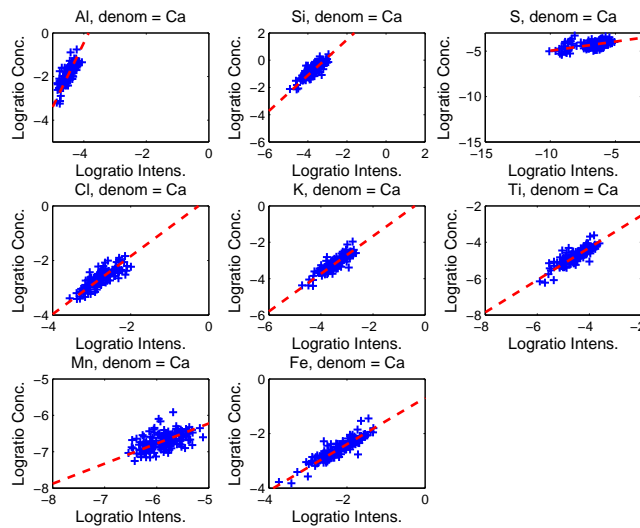 Al, denom = Ca
Si, denom = Ca
S, denom = Ca
0
−2
−4
Logratio Conc.
−4
−2
0
Logratio Intens.
2
0
−2
−4
−6
Logratio Conc.
−6
−4
−2
0
2
Logratio Intens.
−5
−10
−15
Logratio Conc.
−15
−10
−5
Logratio Intens.
Cl, denom = Ca
K, denom = Ca
Ti, denom = Ca
0
−2
−4
Logratio Conc.
−4
−2
0
Logratio Intens.
0
−2
−4
−6
Logratio Conc.
−6
−4
−2
0
Logratio Intens.
−2
−4
−6
−8
Logratio Conc.
−8
−6
−4
−2
Logratio Intens.
Mn, denom = Ca
Fe, denom = Ca
−5
−6
−7
−8
Logratio Conc.
−8
−7
−6
−5
Logratio Intens.
0
−2
−4
Logratio Conc.
−4
−2
0
Logratio Intens.